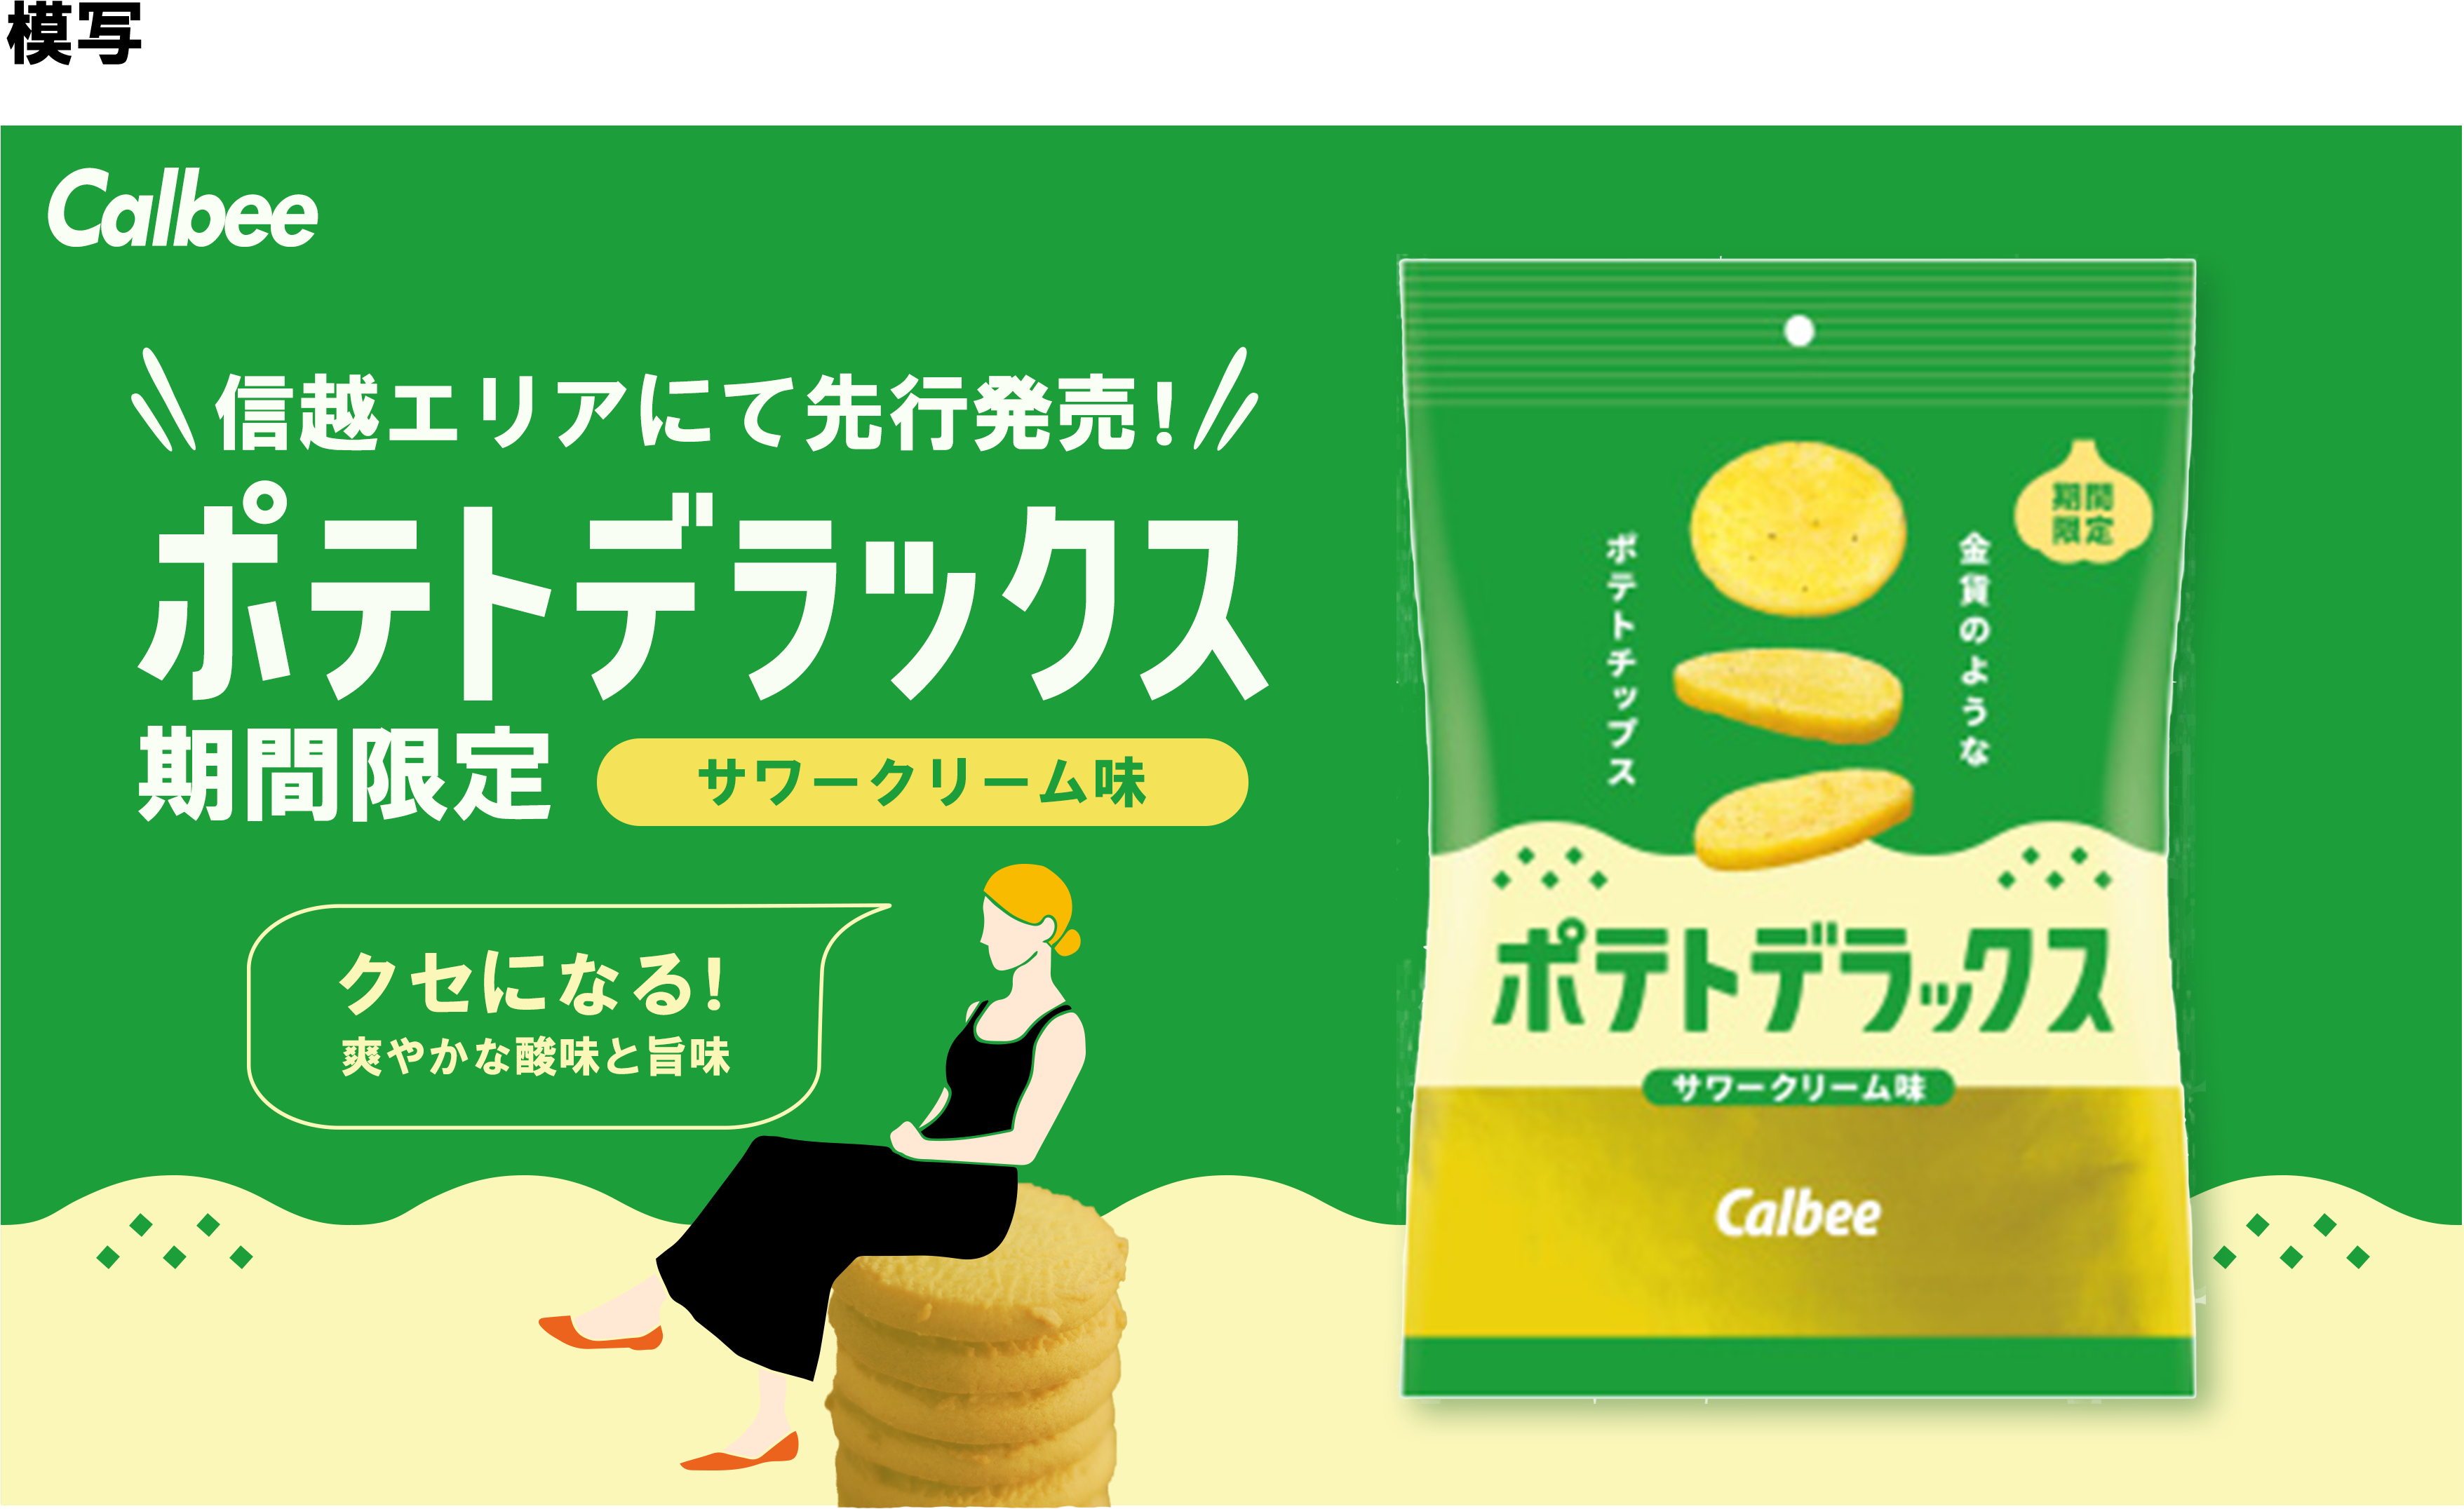 模写
Calbee
信越エリアにて先行発売!
ポテトデラックス
期間限定
サワークリーム味
クセになる!
爽やかな酸味と旨味
期間
限定
金貨のような
ポテトチップス
ポテトデラックス
サワークリーム味
Calbee